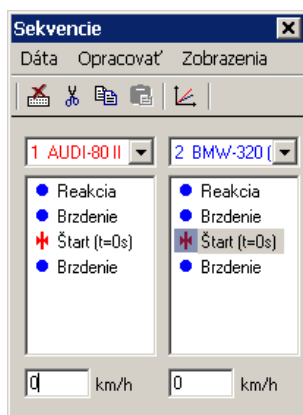 Sekvencie
Dáta Opracovať Zobrazenia
1 AUDI-80 II 2 BMW-320 (
Reakcia Reakcia
Brzdenie Brzdenie
Štart (t=0s) Štart (t=0s)
Brzdenie Brzdenie
0 km/h 0 km/h